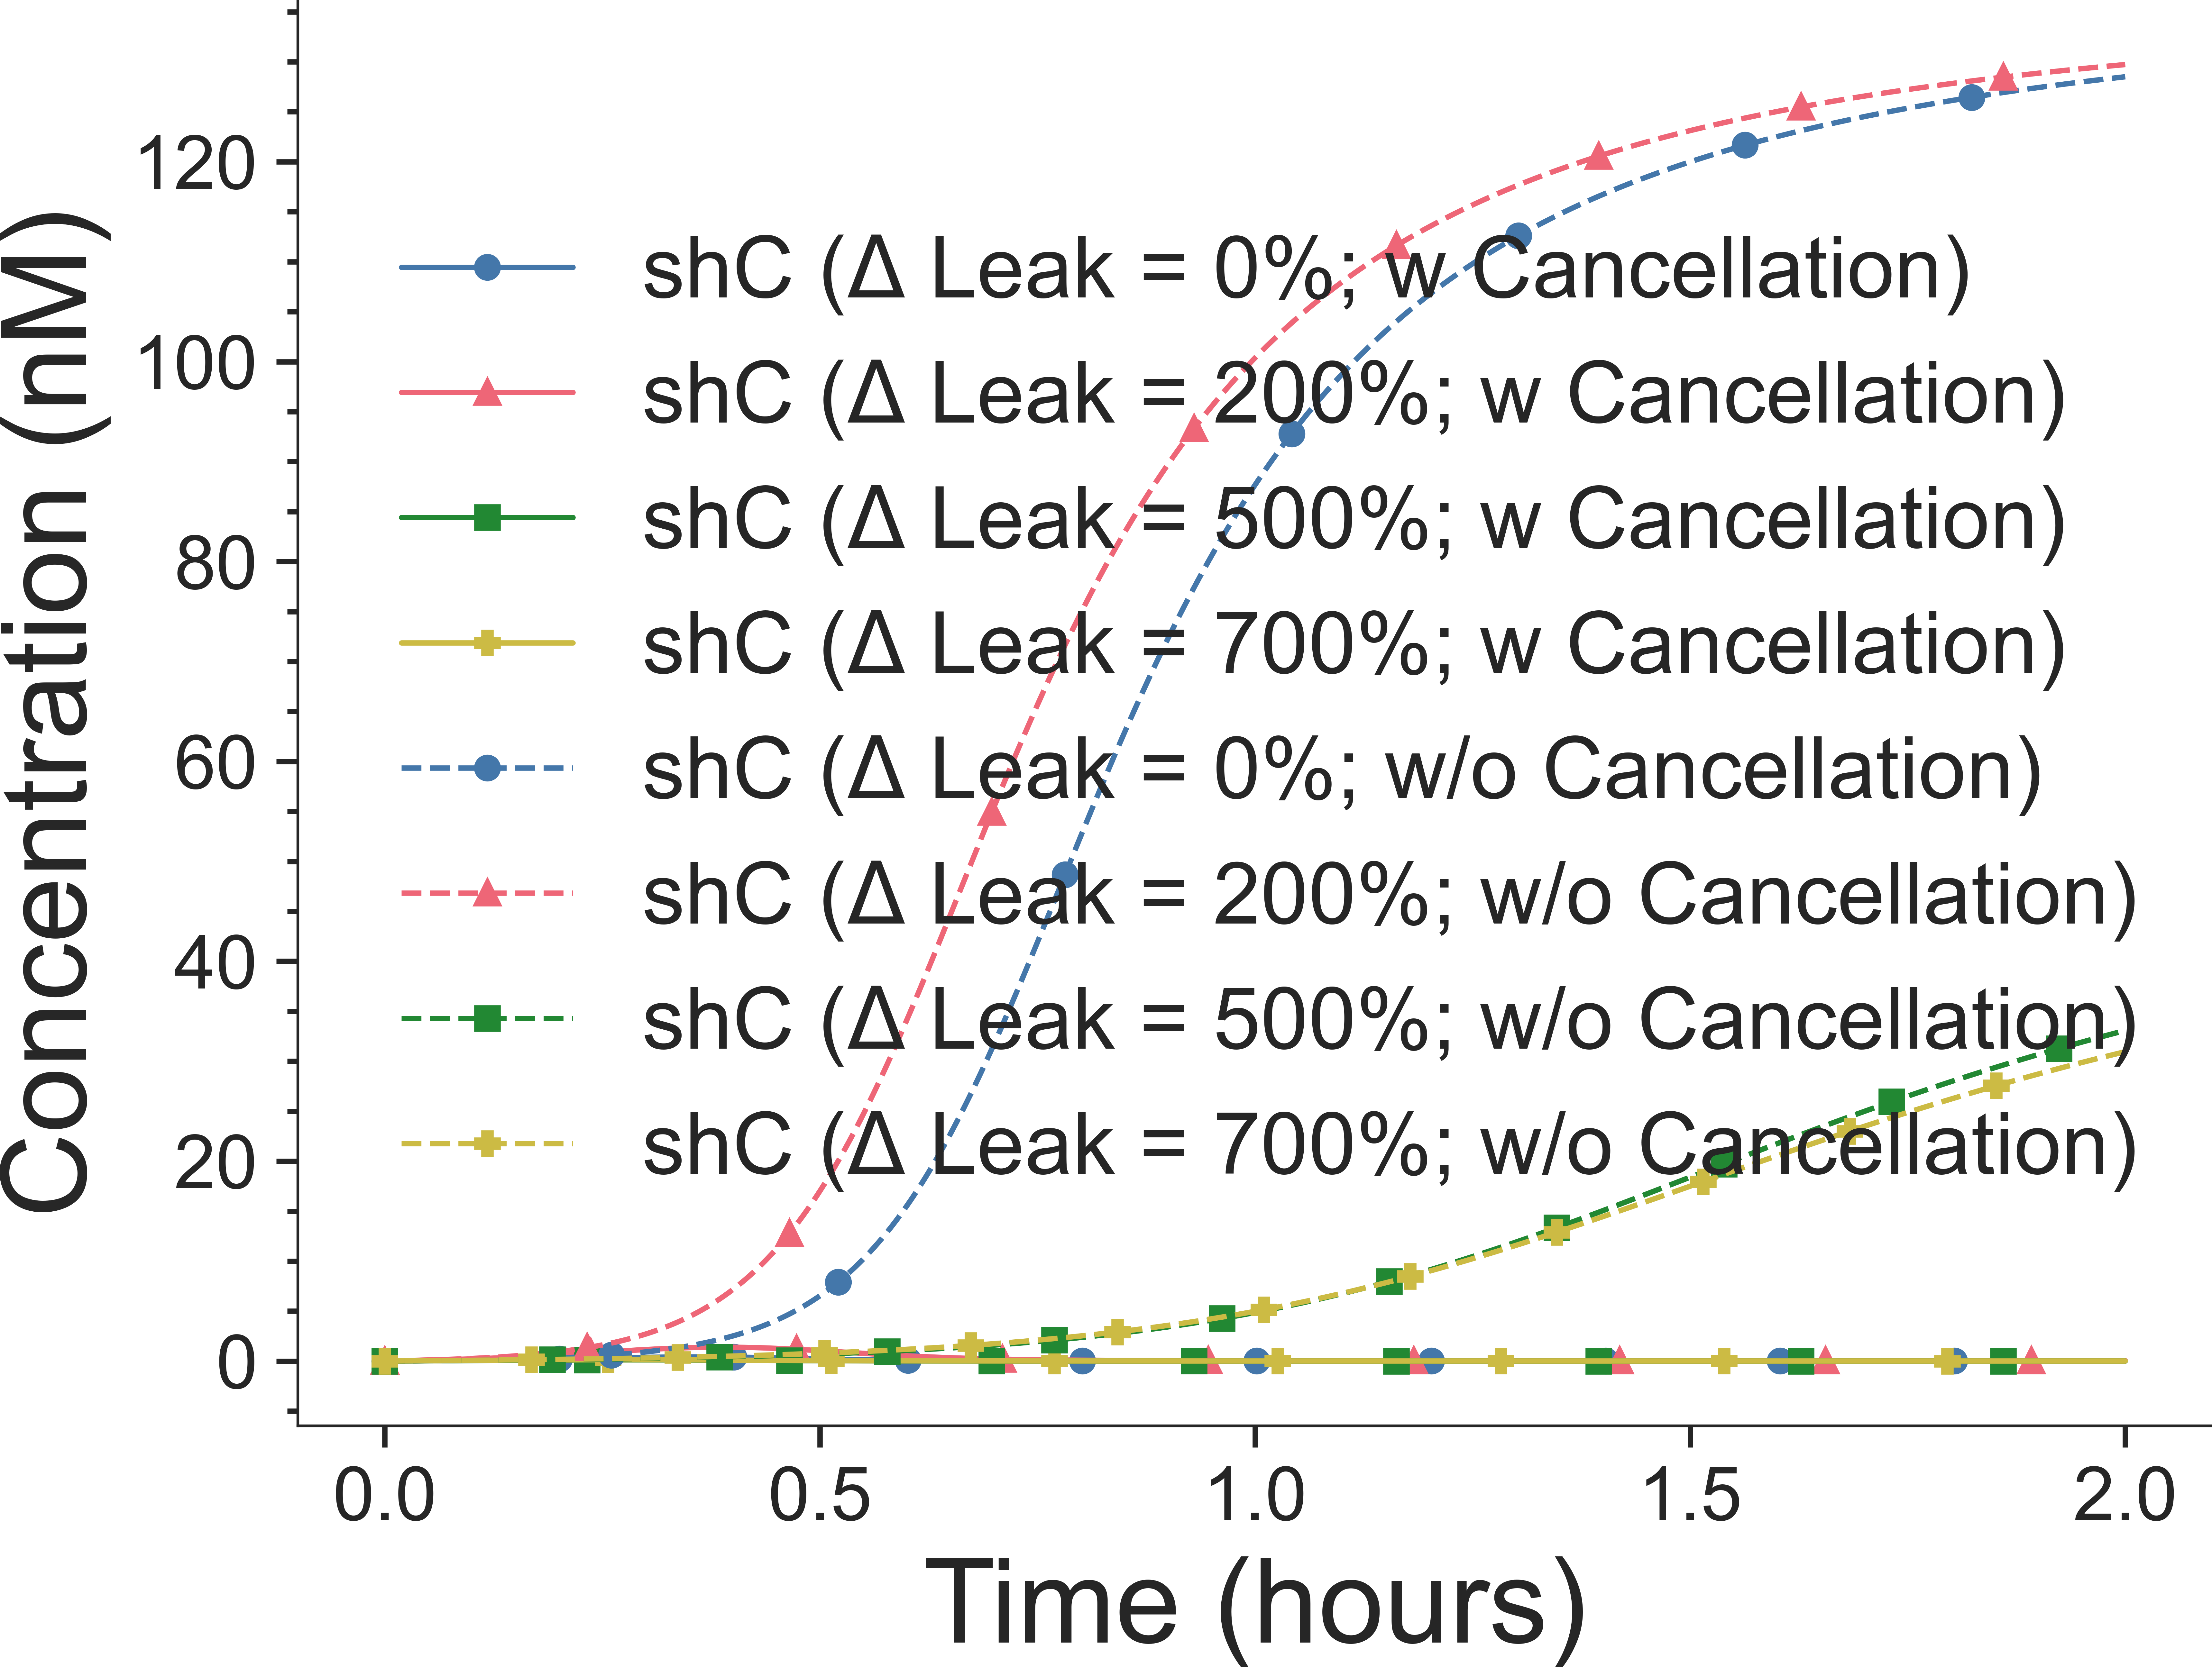 Concentration (nM)
120
100
80
60
40
20
0
shC (Δ Leak = 0%; w Cancellation)
shC (Δ Leak = 200%; w Cancellation)
shC (Δ Leak = 500%; w Cancellation)
shC (Δ Leak = 700%; w Cancellation)
shC (Δ Leak = 0%; w/o Cancellation)
shC (Δ Leak = 200%; w/o Cancellation)
shC (Δ Leak = 500%; w/o Cancellation)
shC (Δ Leak = 700%; w/o Cancellation)
0.0 0.5 1.0 1.5 2.0
Time (hours)